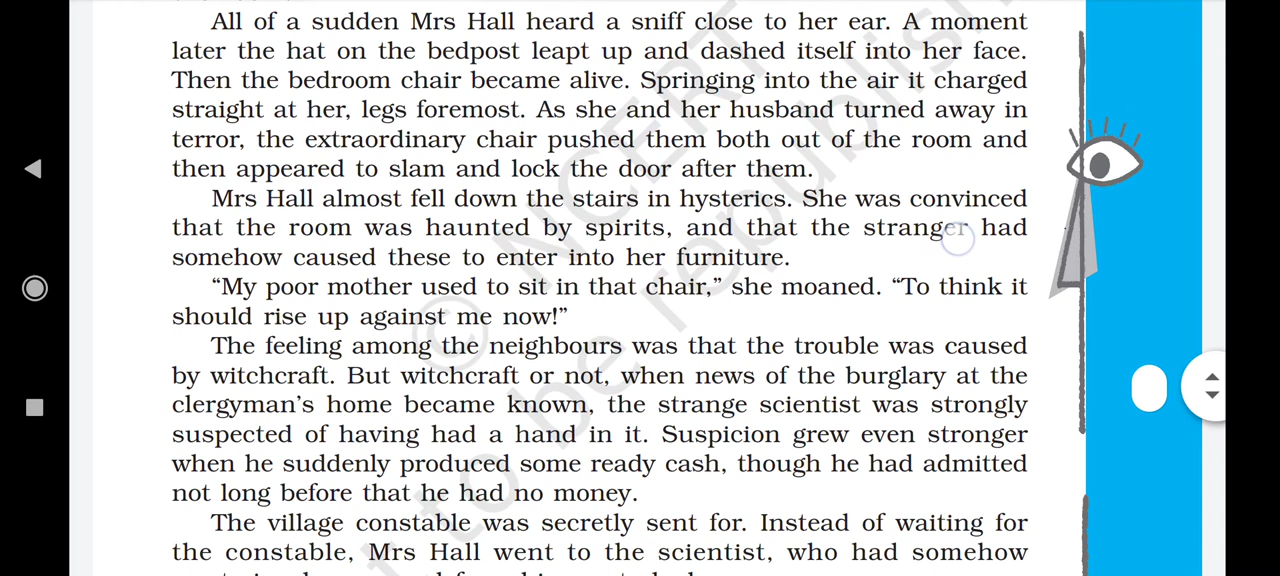 All of a sudden Mrs Hall heard a sniff close to her ear. A moment
later the hat on the bedpost leapt up and dashed itself into her face.
Then the bedroom chair became alive. Springing into the air it charged
straight at her, legs foremost. As she and her husband turned away in
terror, the extraordinary chair pushed them both out of the room and
then appeared to slam and lock the door after them.
Mrs Hall almost fell down the stairs in hysterics. She was convinced
that the room was haunted by spirits, and that the stranger had
somehow caused these to enter into her furniture.
“My poor mother used to sit in that chair,” she moaned. “To think it
should rise up against me now!”
The feeling among the neighbours was that the trouble was caused
by witchcraft. But witchcraft or not, when news of the burglary at the
clergyman’s home became known, the strange scientist was strongly
suspected of having had a hand in it. Suspicion grew even stronger
when he suddenly produced some ready cash, though he had admitted
not long before that he had no money.
The village constable was secretly sent for. Instead of waiting for
the constable, Mrs Hall went to the scientist, who had somehow
© NCERT
to be republish